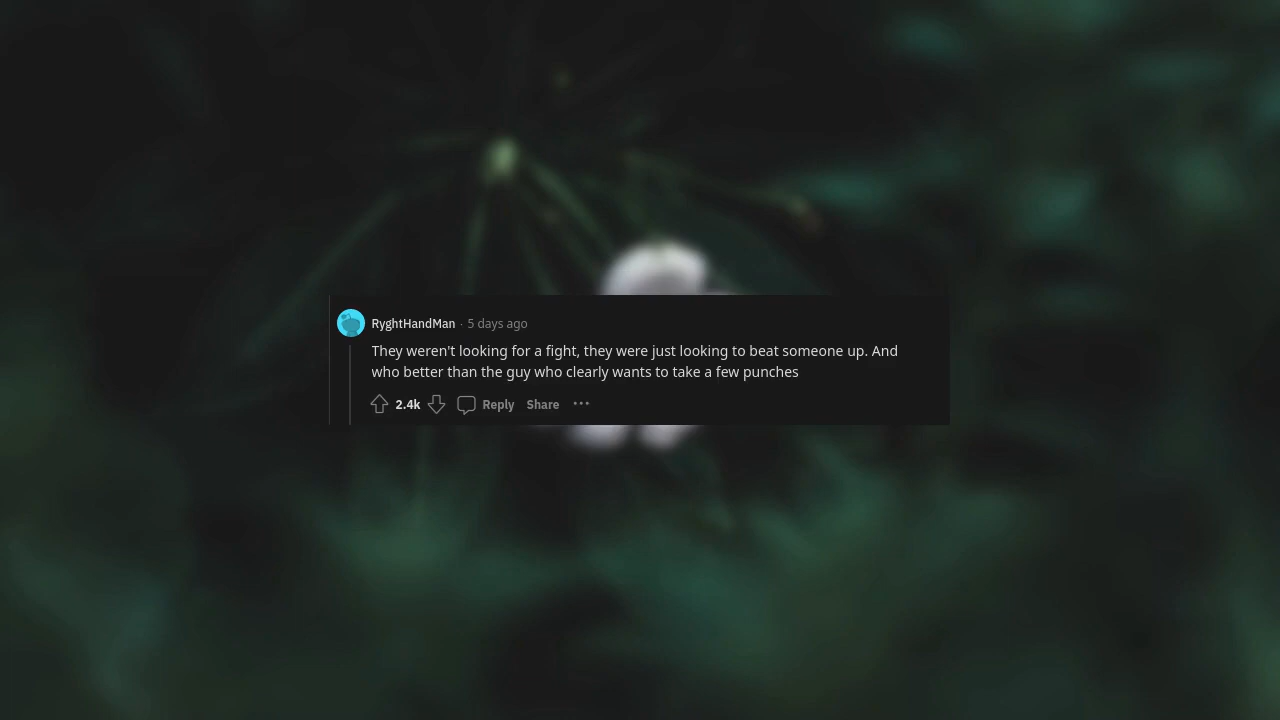 RyghtHandMan · 5 days ago
They weren't looking for a fight, they were just looking to beat someone up. And
who better than the guy who clearly wants to take a few punches
2.4k Reply Share ···